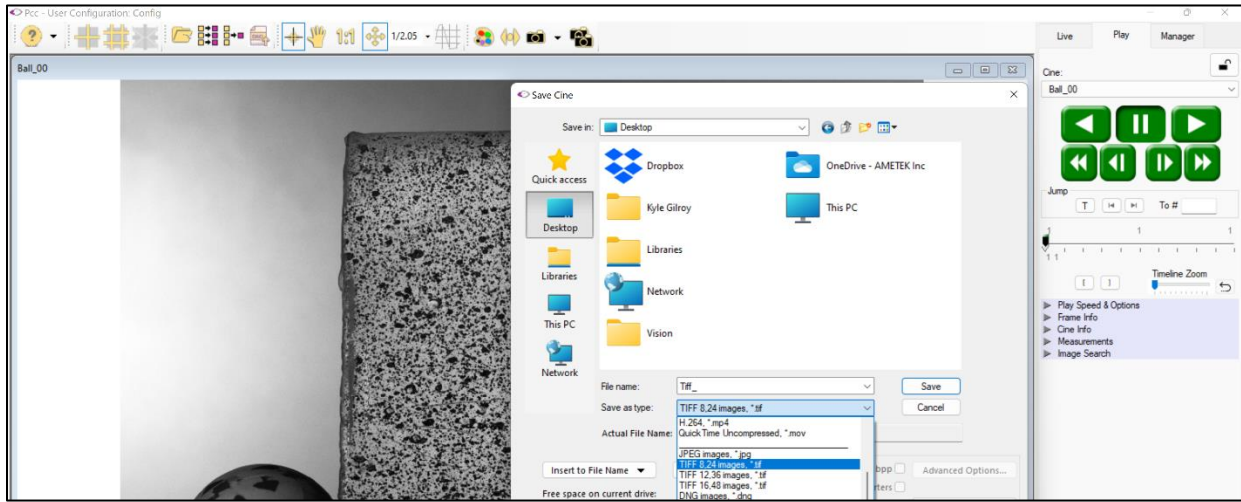 Pcc - User Configuration: Config
1:1
1/2.05
Live
Play
Manager
Ball_00
Cine:
Ball_00
Jump
T
To #
1
1
1
1 1
[
]
Timeline Zoom
Play Speed & Options
Frame Info
Cine Info
Measurements
Image Search
Save Cine
Save in:
Desktop
Quick access
Desktop
Libraries
This PC
Network
Dropbox
OneDrive - AMETEK Inc
Kyle Gilroy
This PC
Libraries
Network
Vision
File name:
Tiff_
Save
Save as type:
TIFF 8,24 images, *.tif
Cancel
Actual File Name:
H.264, *.mp4
QuickTime Uncompressed, *.mov
JPEG images, *.jpg
TIFF 8,24 images, *.tif
TIFF 12,36 images, *.tif
TIFF 16,48 images, *.tif
DNG images, *.dng
Insert to File Name
bpp
Advanced Options...
Free space on current drive: